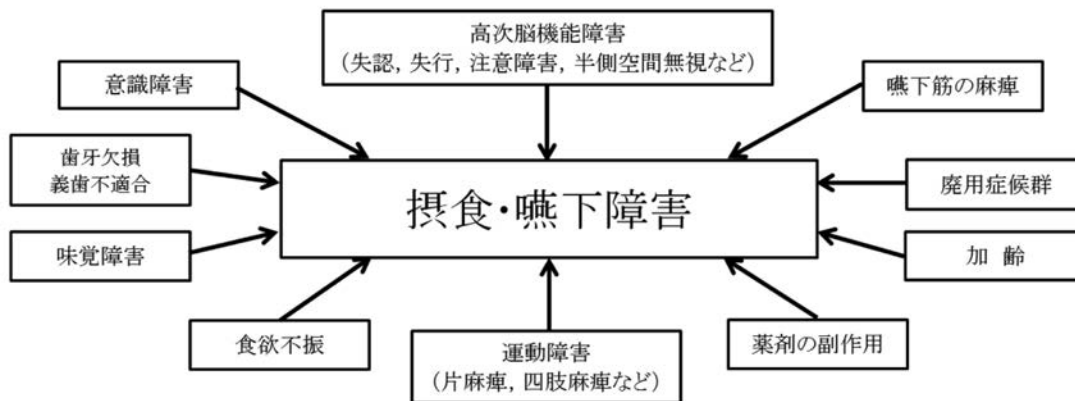 高次脳機能障害
(失認, 失行, 注意障害, 半側空間無視など)
意識障害
嚥下筋の麻痺
歯牙欠損
義歯不適合
摂食・嚥下障害
廃用症候群
味覚障害
加 齢
食欲不振
運動障害
(片麻痺, 四肢麻痺など)
薬剤の副作用